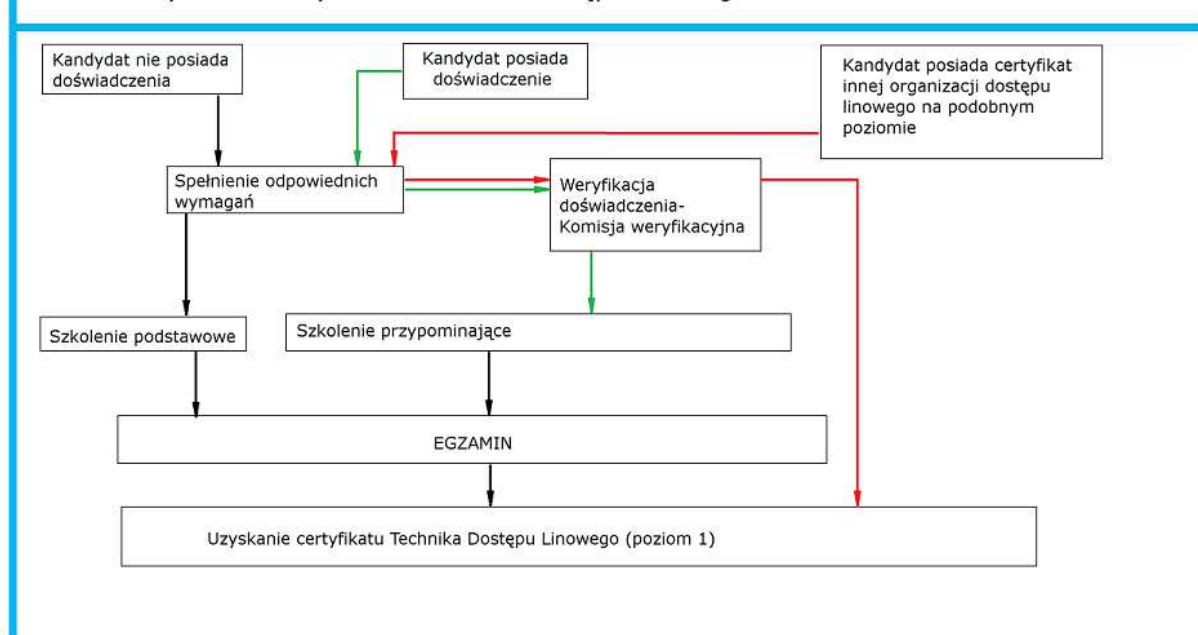 Kandydat nie posiada
doświadczenia
Kandydat posiada
doświadczenie
Kandydat posiada certyfikat
innej organizacji dostępu
linowego na podobnym
poziomie
Spełnienie odpowiednich
wymagań
Weryfikacja
doświadczenia-
Komisja weryfikacyjna
Szkolenie podstawowe
Szkolenie przypominające
EGZAMIN
Uzyskanie certyfikatu Technika Dostępu Linowego (poziom 1)